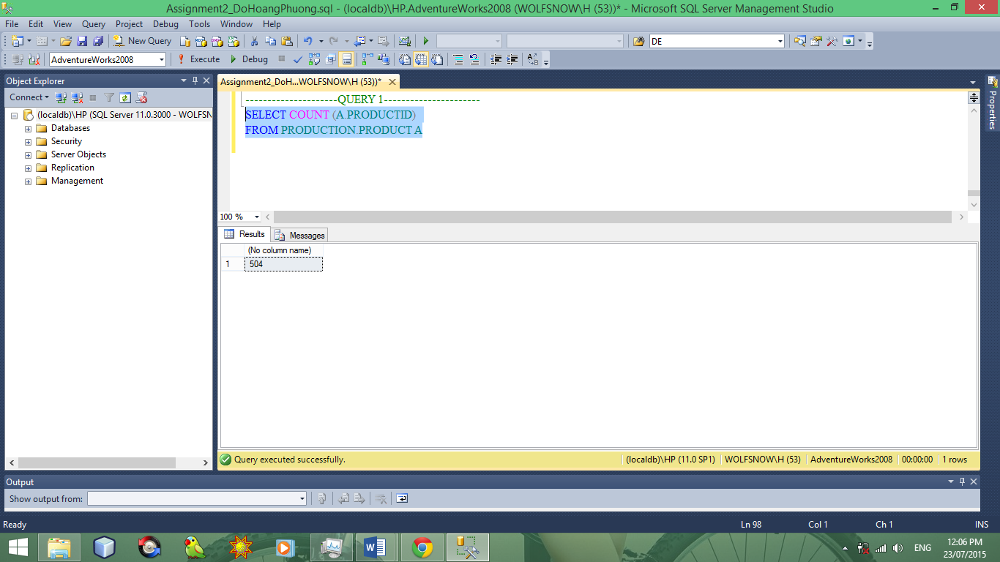 Assignment2_DoHoangPhuong.sql - (localdb)\HP.AdventureWorks2008 (WOLFSNOW\H (53))* - Microsoft SQL Server Management Studio
File Edit View Query Project Debug Tools Window Help
New Query DE
AdventureWorks2008 Execute Debug
Object Explorer
Connect
(localdb)\HP (SQL Server 11.0.3000 - WOLFSN
Databases
Security
Server Objects
Replication
Management
Assignment2_DoH...WOLFSNOW\H (53))*
---------------------QUERY 1----------------------
SELECT COUNT (A.PRODUCTID)
FROM PRODUCTION.PRODUCT A
100 %
Results Messages
(No column name)
1 504
Query executed successfully. (localdb)\HP (11.0 SP1) WOLFSNOW\H (53) AdventureWorks2008 00:00:00 1 rows
Properties
Output
Show output from:
Ready Ln 98 Col 1 Ch 1 INS
ENG 12:06 PM
23/07/2015